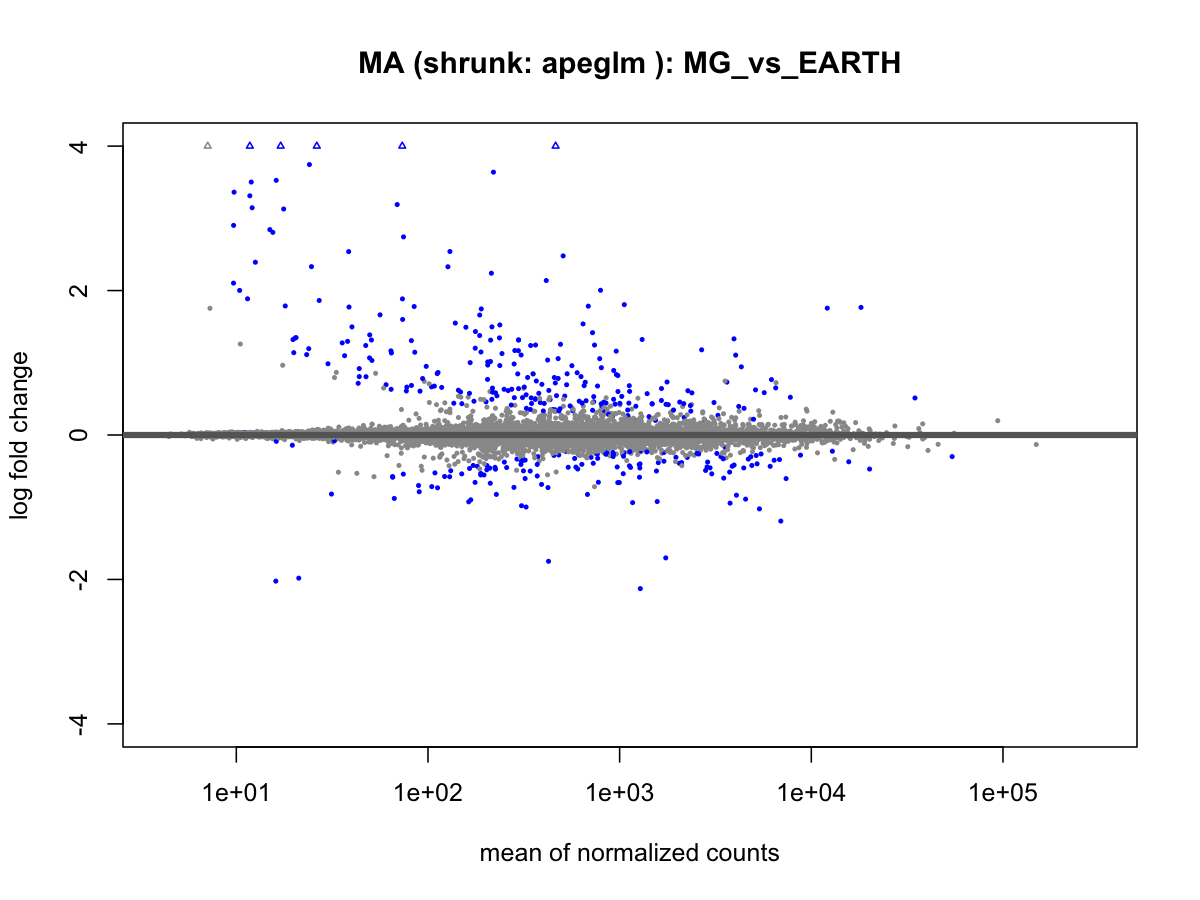 MA (shrunk: apeglm ): MG_vs_EARTH
4
2
0
-2
-4
log fold change
1e+01 1e+02 1e+03 1e+04 1e+05
mean of normalized counts